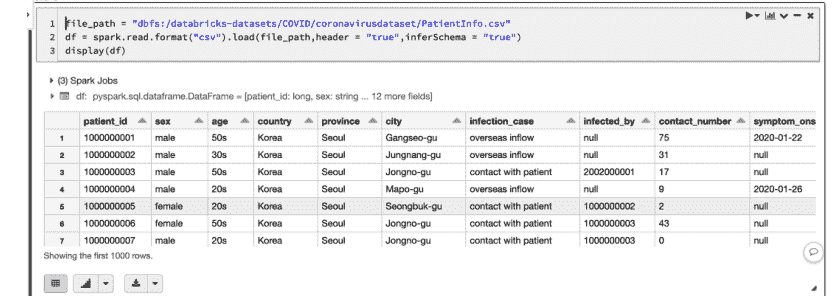 1 file_path = "dbfs:/databricks-datasets/COVID/coronavirusdataset/PatientInfo.csv"
2 df = spark.read.format("csv").load(file_path,header = "true",inferSchema = "true")
3 display(df)
(3) Spark Jobs
df: pyspark.sql.dataframe.DataFrame = [patient_id: long, sex: string ... 12 more fields]
patient_id sex age country province city infection_case infected_by contact_number symptom_ons
1 1000000001 male 50s Korea Seoul Gangseo-gu overseas inflow null 75 2020-01-22
2 1000000002 male 30s Korea Seoul Jungnang-gu overseas inflow null 31 null
3 1000000003 male 50s Korea Seoul Jongno-gu contact with patient 2002000001 17 null
4 1000000004 male 20s Korea Seoul Mapo-gu overseas inflow null 9 2020-01-26
5 1000000005 female 20s Korea Seoul Seongbuk-gu contact with patient 1000000002 2 null
6 1000000006 female 50s Korea Seoul Jongno-gu contact with patient 1000000003 43 null
7 1000000007 male 20s Korea Seoul Jongno-gu contact with patient 1000000003 0 null
Showing the first 1000 rows.